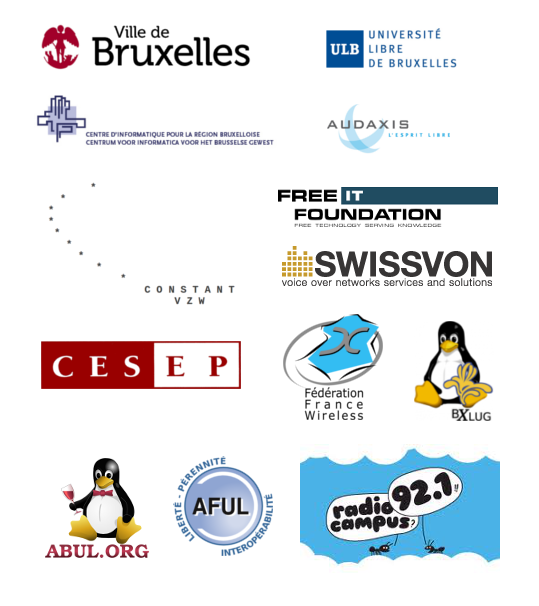 Ville de
Bruxelles
ULB
UNIVERSITÉ
LIBRE
DE BRUXELLES
CENTRE D'INFORMATIQUE POUR LA RÉGION BRUXELLOISE
CENTRUM VOOR INFORMATICA VOOR HET BRUSSELSE GEWEST
AUDAXIS
L'ESPRIT LIBRE
CONSTANT
VZW
FREE IT
FOUNDATION
FREE TECHNOLOGY SERVING KNOWLEDGE
SWISSVON
voice over networks services and solutions
CESEP
Fédération
France
Wireless
BXLUG
ABUL.ORG
LIBERTÉ - PÉRENNITÉ
AFUL
INTEROPÉRABILITÉ
radio
campus?
92.1!!